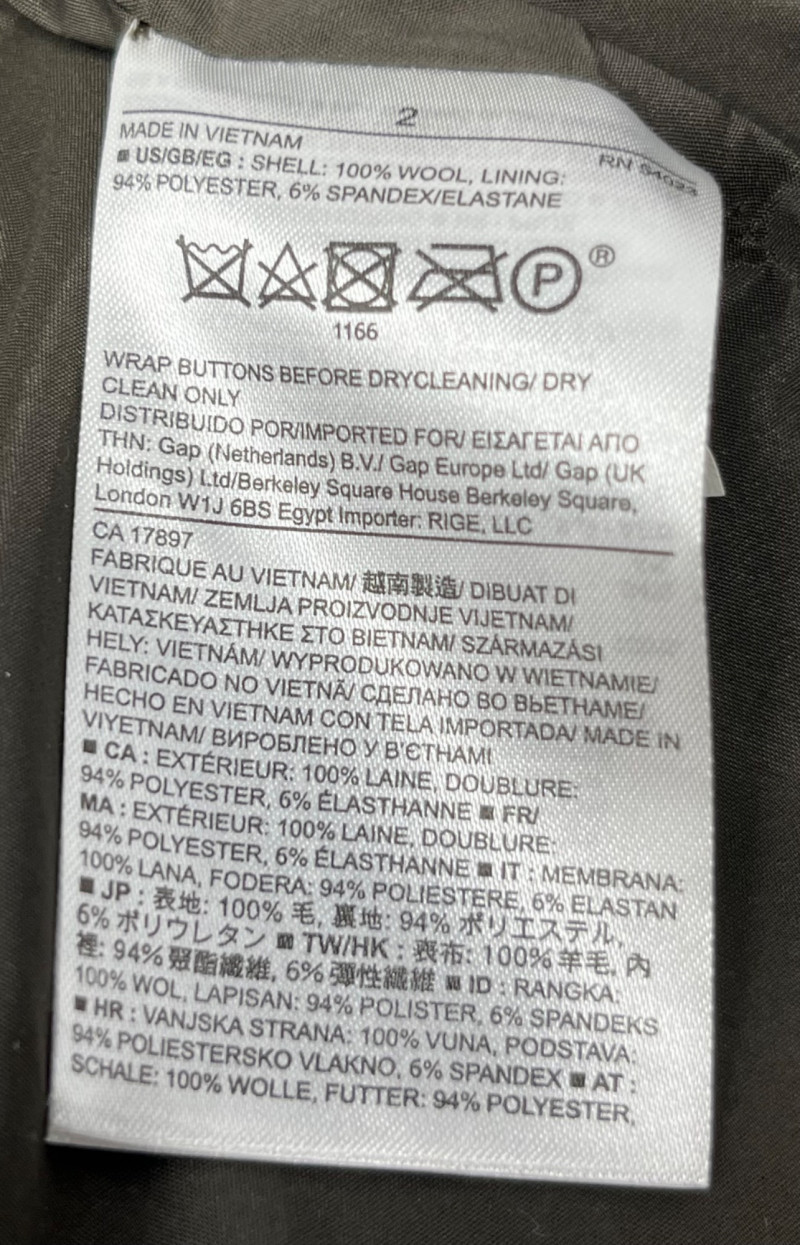 2
MADE IN VIETNAM
RN 54023
US/GB/EG : SHELL: 100% WOOL, LINING:
94% POLYESTER, 6% SPANDEX/ELASTANE
P ®
1166
WRAP BUTTONS BEFORE DRYCLEANING/ DRY
CLEAN ONLY
DISTRIBUIDO POR/IMPORTED FOR/ ΕΙΣΑΓΕΤΑΙ ΑΠΟ
THN: Gap (Netherlands) B.V./ Gap Europe Ltd/ Gap (UK
Holdings) Ltd/Berkeley Square House Berkeley Square,
London W1J 6BS Egypt Importer: RIGE, LLC
CA 17897
FABRIQUE AU VIETNAM/ 越南製造/ DIBUAT DI
VIETNAM/ ZEMLJA PROIZVODNJE VIJETNAM/
ΚΑΤΑΣΚΕΥΑΣΤΗΚΕ ΣΤΟ ΒΙΕΤΝΑΜ/ SZÁRMAZÁSI
HELY: VIETNÁM/ WYPRODUKOWANO W WIETNAMIE/
FABRICADO NO VIETNÃ/ СДЕЛАНО ВО ВЬЕТНАМЕ/
HECHO EN VIETNAM CON TELA IMPORTADA/ MADE IN
VIYETNAM/ ВИРОБЛЕНО У В'ЄТНАМІ
CA : EXTÉRIEUR: 100% LAINE, DOUBLURE:
94% POLYESTER, 6% ÉLASTHANNE ■ FR/
MA : EXTÉRIEUR: 100% LAINE, DOUBLURE:
94% POLYESTER, 6% ÉLASTHANNE ■ IT : MEMBRANA:
100% LANA, FODERA: 94% POLIESTERE, 6% ELASTAN
■ JP : 表地: 100% 毛, 裏地: 94% ポリエステル,
6% ポリウレタン ■ TW/HK : 表布: 100% 羊毛, 內
裡: 94% 聚酯纖維, 6% 彈性纖維 ■ ID : RANGKA:
100% WOL, LAPISAN: 94% POLISTER, 6% SPANDEKS
■ HR : VANJSKA STRANA: 100% VUNA, PODSTAVA:
94% POLIESTERSKO VLAKNO, 6% SPANDEX ■ AT :
SCHALE: 100% WOLLE, FUTTER: 94% POLYESTER,